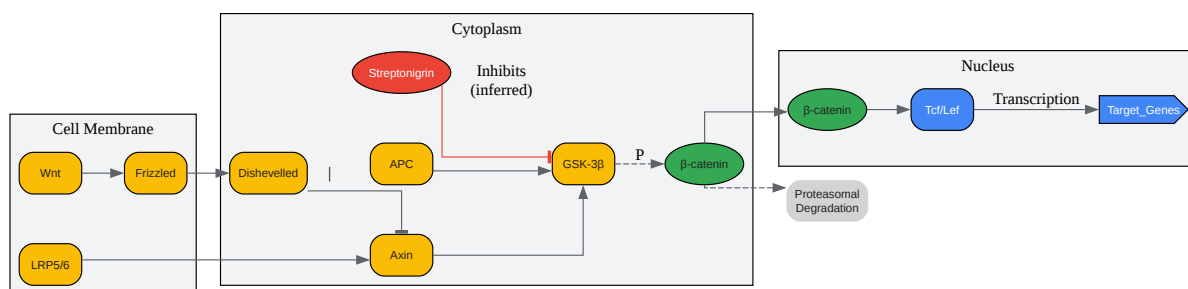 Cytoplasm
Streptonigrin
Inhibits
(inferred)
Nucleus
β-catenin
Tcf/Lef
Transcription
Target_Genes
Cell Membrane
Wnt
Frizzled
Dishevelled
|
APC
GSK-3β
P
β-catenin
Proteasomal
Degradation
LRP5/6
Axin